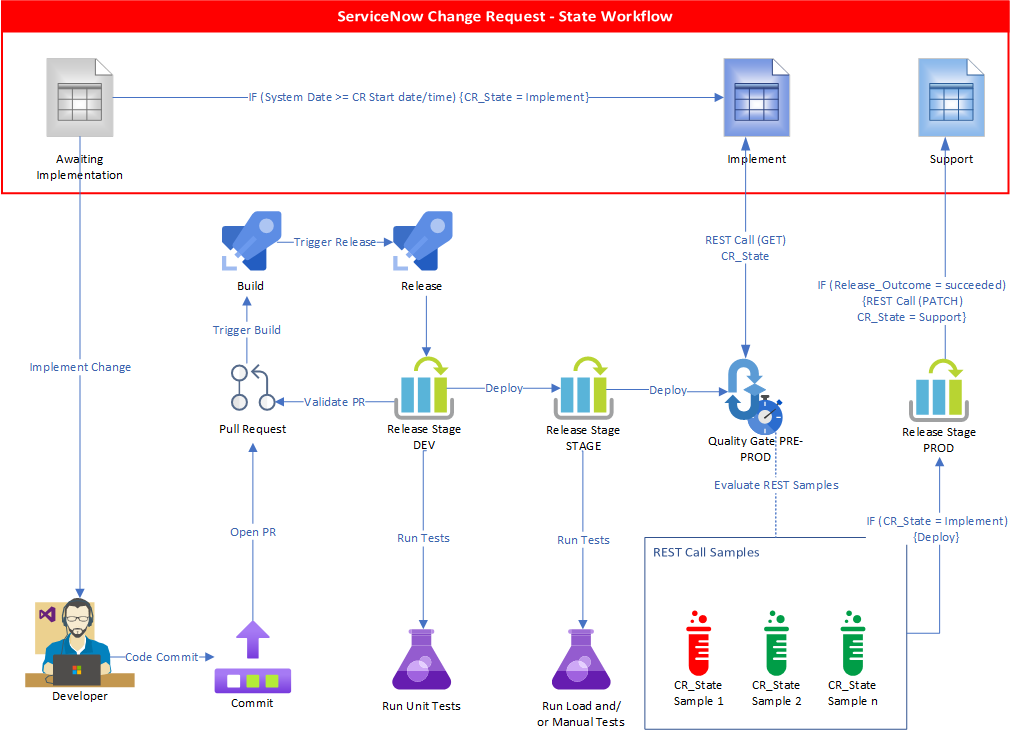 ServiceNow Change Request - State Workflow
IF (System Date >= CR Start date/time) {CR_State = Implement}
Awaiting
Implementation
Implement
Support
REST Call (GET)
CR_State
Trigger Release
Build
Release
IF (Release_Outcome = succeeded)
{REST Call (PATCH)
CR_State = Support}
Trigger Build
Implement Change
Deploy
Deploy
Validate PR
Pull Request
Release Stage
DEV
Release Stage
STAGE
Quality Gate PRE-
PROD
Release Stage
PROD
Evaluate REST Samples
Open PR
Run Tests
Run Tests
IF (CR_State = Implement)
{Deploy}
REST Call Samples
Code Commit
Developer
Commit
Run Unit Tests
Run Load and/
or Manual Tests
CR_State
Sample 1
CR_State
Sample 2
CR_State
Sample n